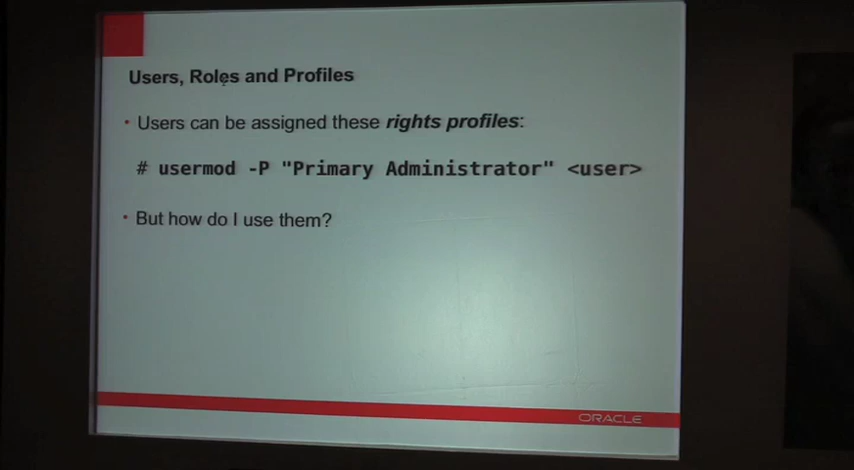 Users, Roles and Profiles
• Users can be assigned these rights profiles:
# usermod -P "Primary Administrator" <user>
• But how do I use them?
ORACLE